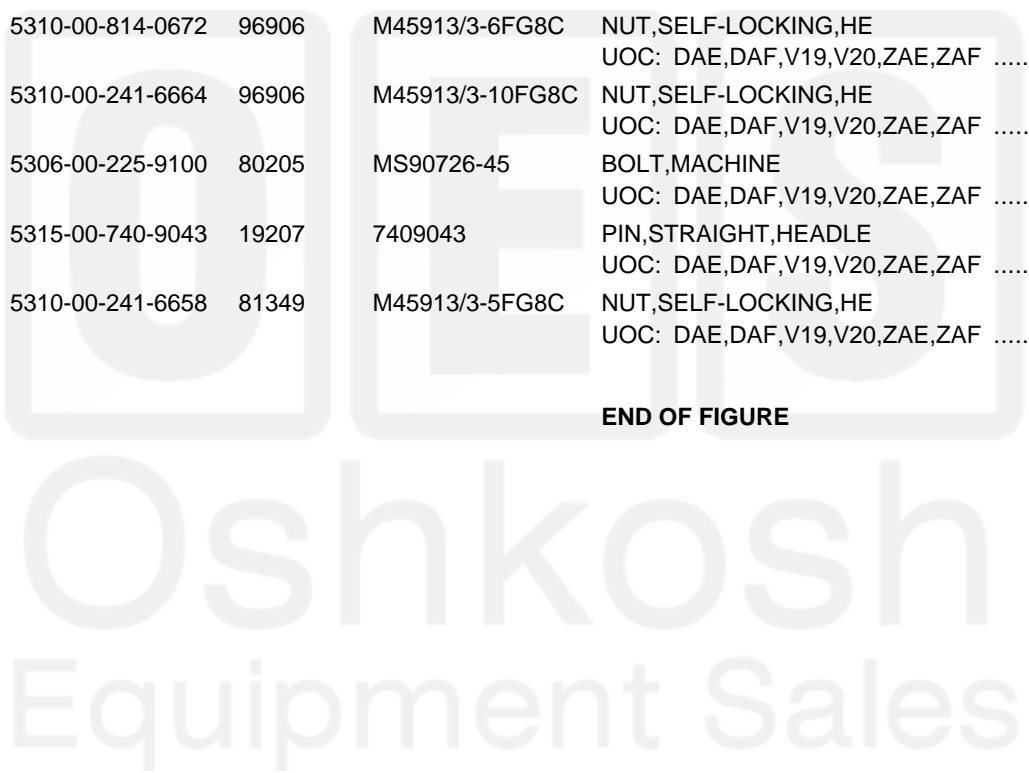 5310-00-814-0672 96906 M45913/3-6FG8C NUT,SELF-LOCKING,HE
UOC: DAE,DAF,V19,V20,ZAE,ZAF .....
5310-00-241-6664 96906 M45913/3-10FG8C NUT,SELF-LOCKING,HE
UOC: DAE,DAF,V19,V20,ZAE,ZAF .....
5306-00-225-9100 80205 MS90726-45 BOLT,MACHINE
UOC: DAE,DAF,V19,V20,ZAE,ZAF .....
5315-00-740-9043 19207 7409043 PIN,STRAIGHT,HEADLE
UOC: DAE,DAF,V19,V20,ZAE,ZAF .....
5310-00-241-6658 81349 M45913/3-5FG8C NUT,SELF-LOCKING,HE
UOC: DAE,DAF,V19,V20,ZAE,ZAF .....
END OF FIGURE
OES
Oshkosh
Equipment Sales